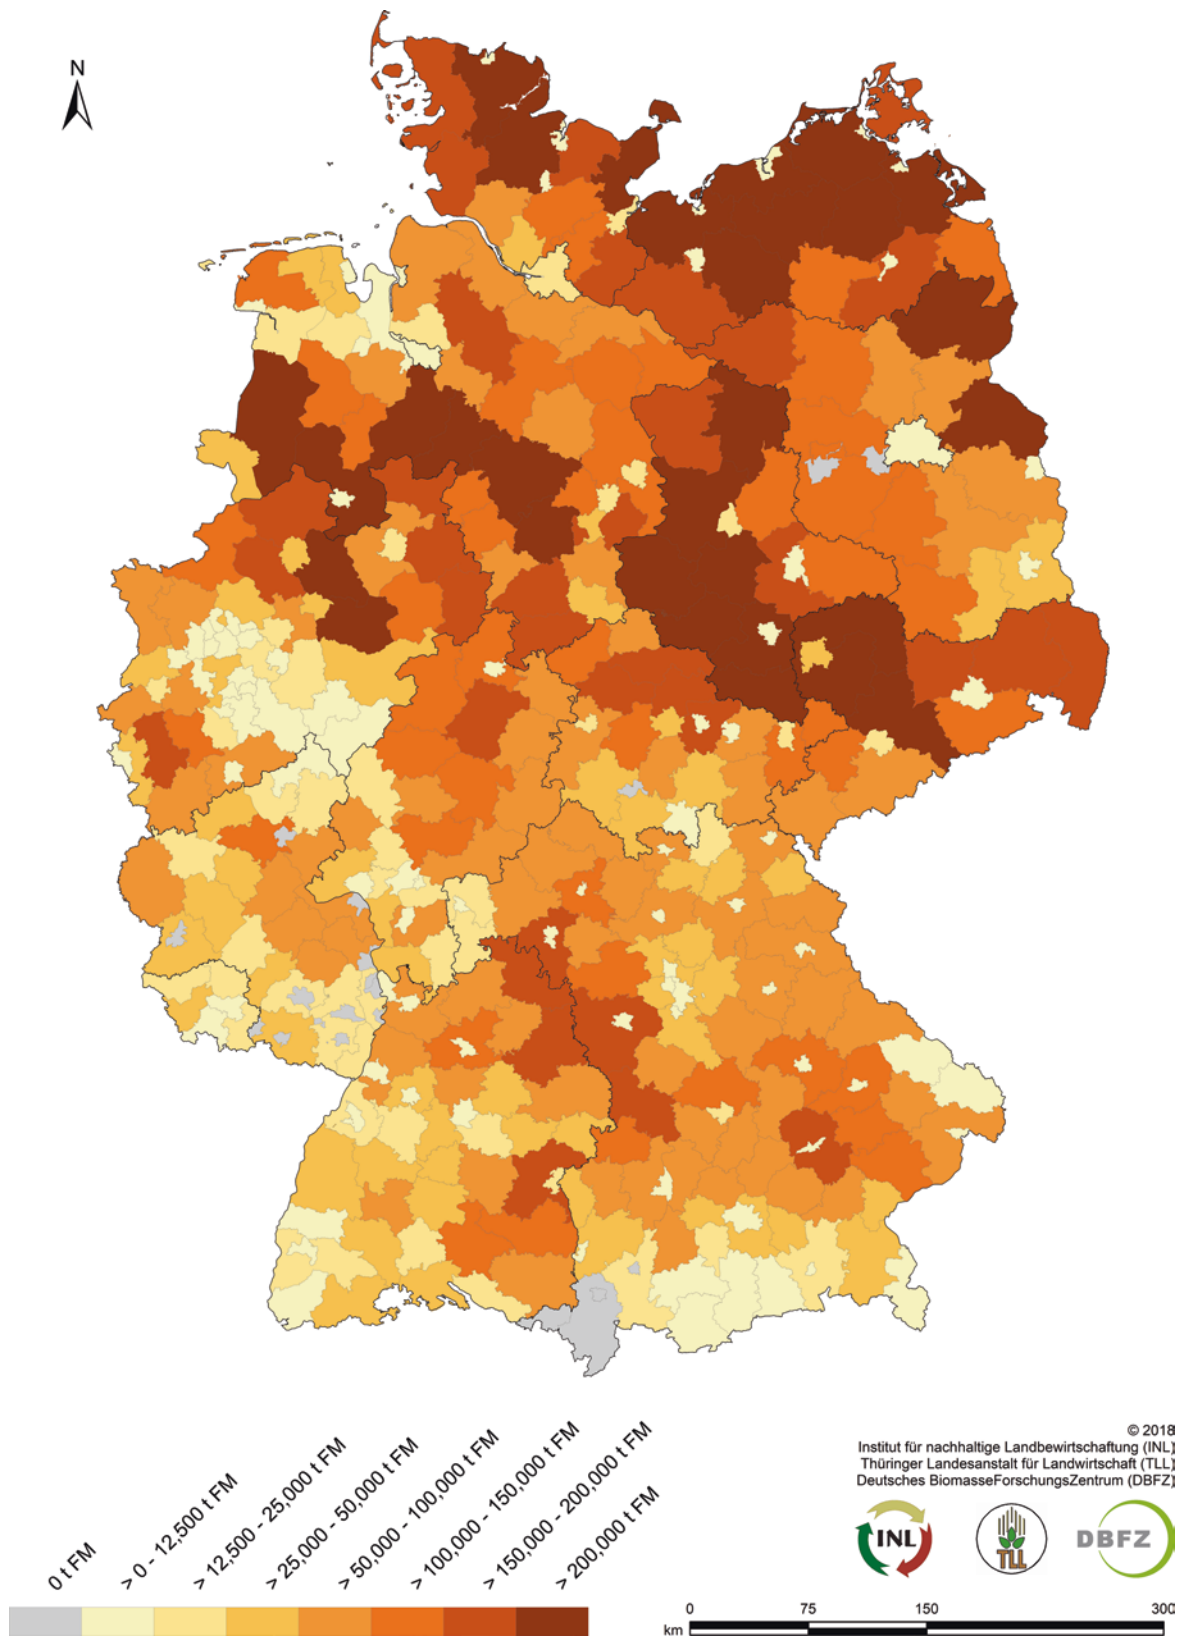 N
0 t FM
> 0 - 12,500 t FM
> 12,500 - 25,000 t FM
> 25,000 - 50,000 t FM
> 50,000 - 100,000 t FM
> 100,000 - 150,000 t FM
> 150,000 - 200,000 t FM
> 200,000 t FM
© 2018
Institut für nachhaltige Landbewirtschaftung (INL)
Thüringer Landesanstalt für Landwirtschaft (TLL)
Deutsches BiomasseForschungsZentrum (DBFZ)
INL
TLL
DBFZ
0 75 150 300
km